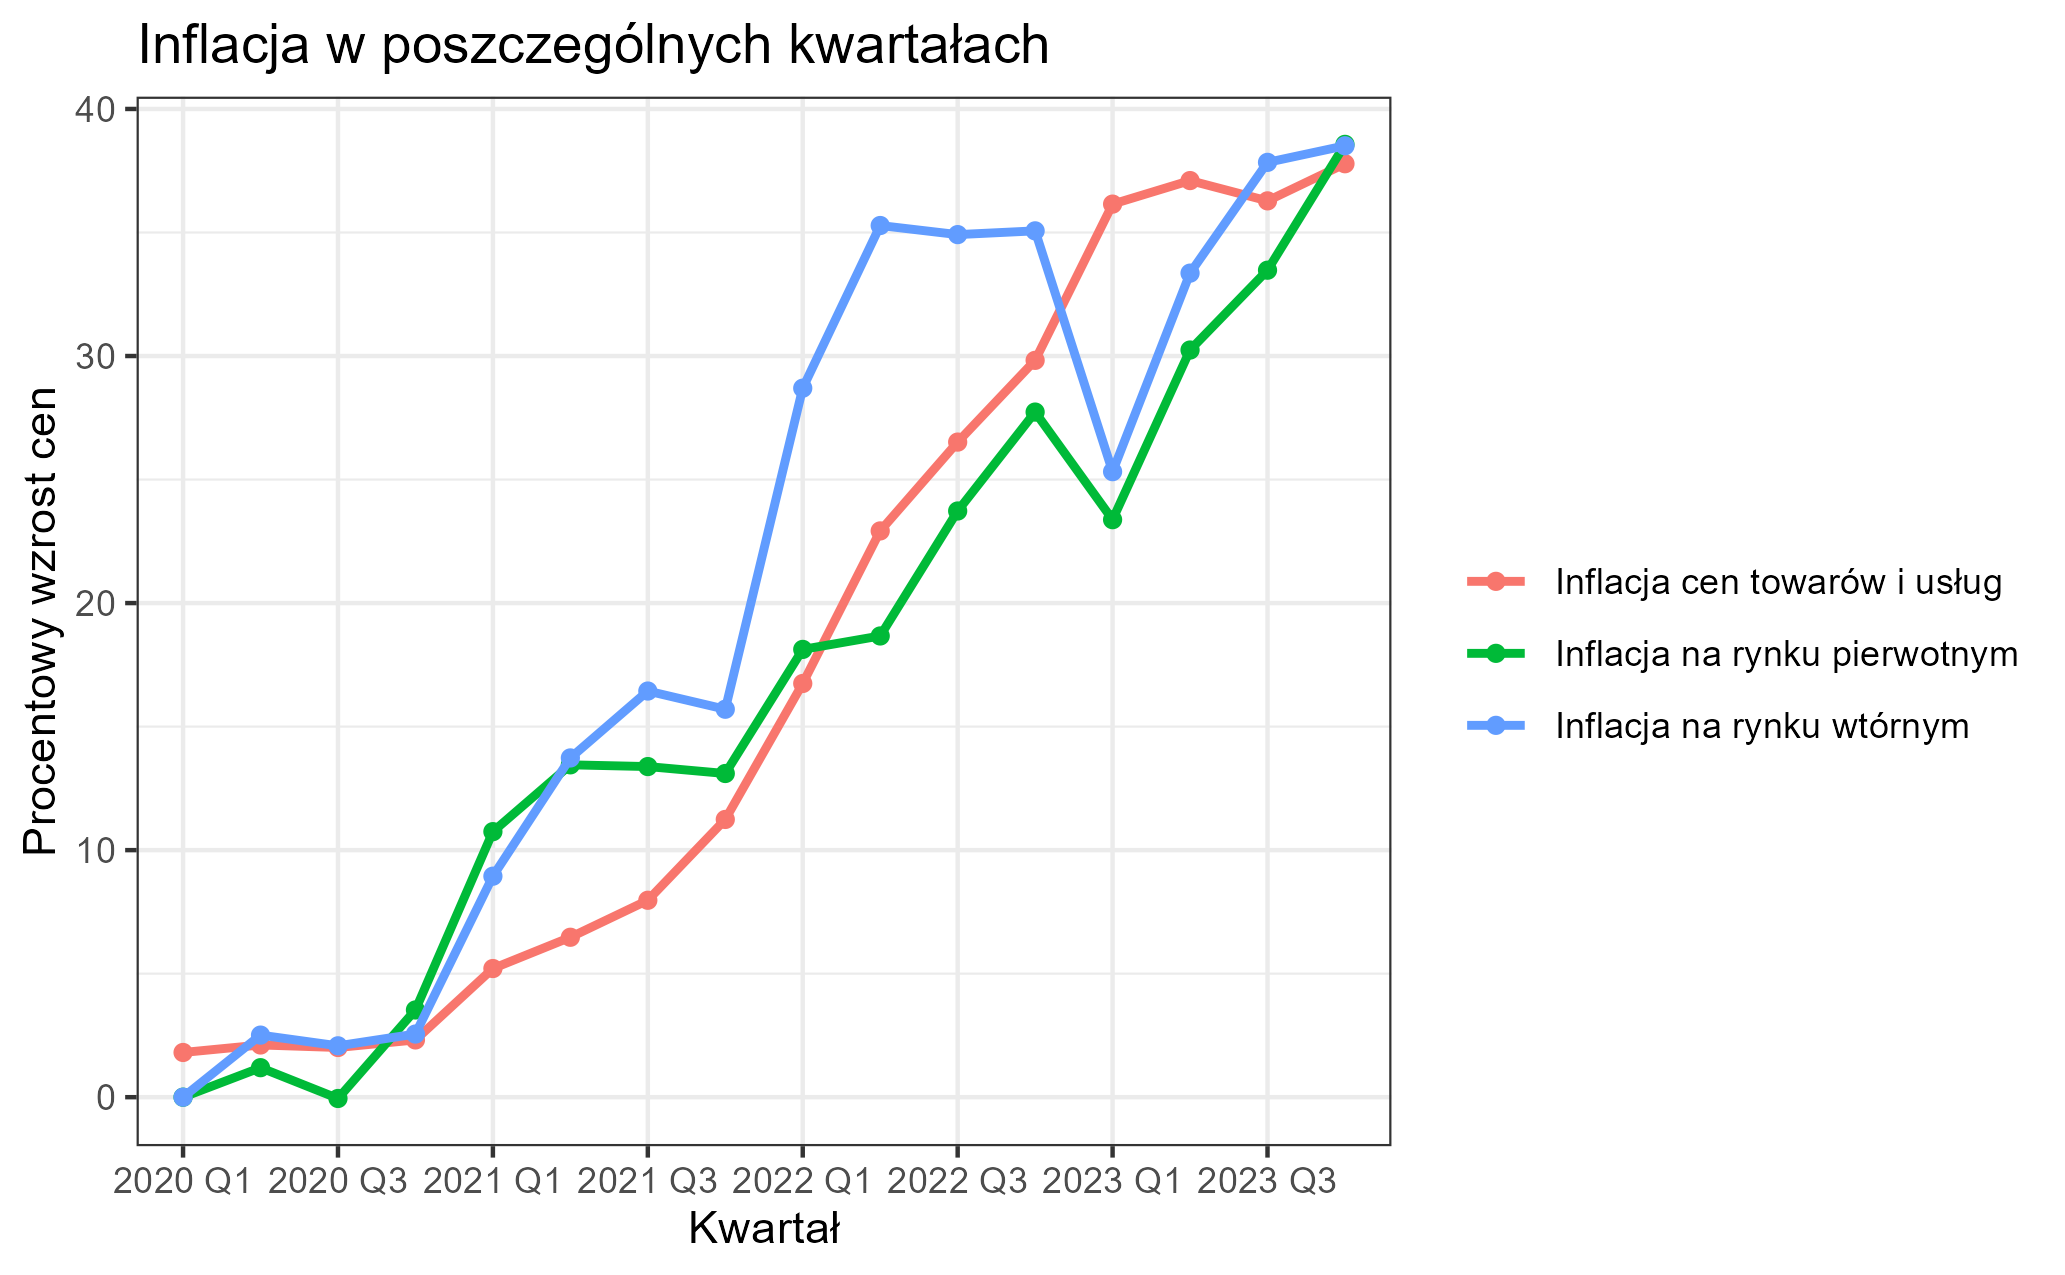 Inflacja w poszczególnych kwartałach
Procentowy wzrost cen
40
30
20
10
0
2020 Q1 2020 Q3 2021 Q1 2021 Q3 2022 Q1 2022 Q3 2023 Q1 2023 Q3
Kwartał
Inflacja cen towarów i usług
Inflacja na rynku pierwotnym
Inflacja na rynku wtórnym